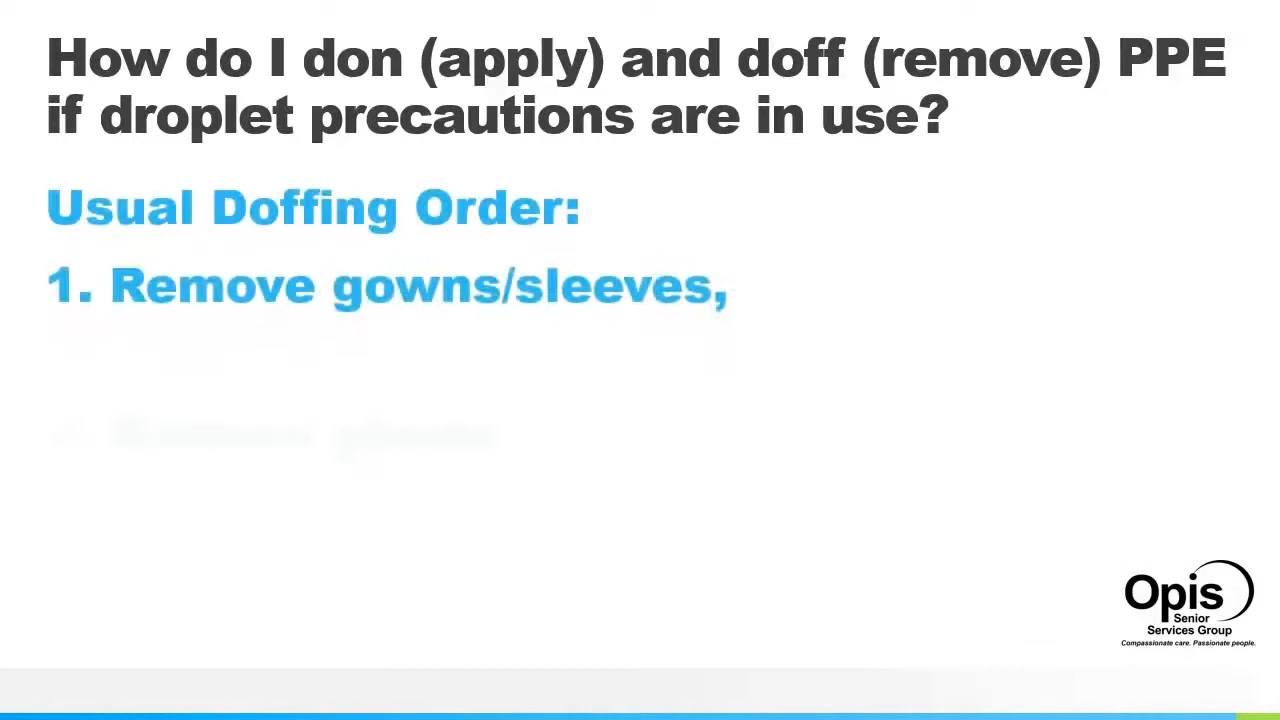 How do I don (apply) and doff (remove) PPE
if droplet precautions are in use?
Usual Doffing Order:
1. Remove gowns/sleeves,
Opis
Senior
Services Group
Compassionate care. Passionate people.